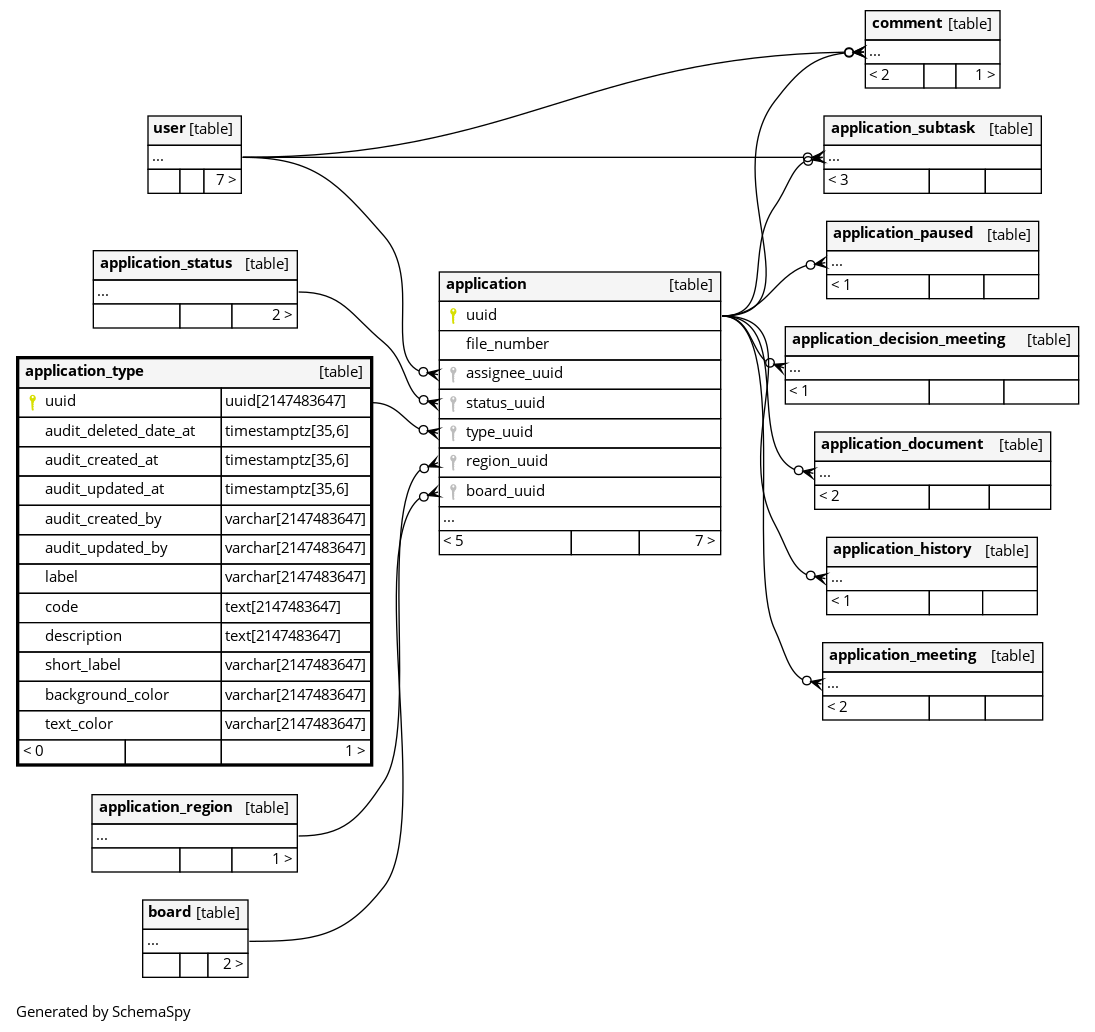 comment [table]
...
< 2 1 >
user [table]
...
7 >
application_subtask [table]
...
< 3
application_status [table]
...
2 >
application_paused [table]
...
< 1
application [table]
uuid
file_number
assignee_uuid
status_uuid
type_uuid
region_uuid
board_uuid
...
< 5 7 >
application_decision_meeting [table]
...
< 1
application_type [table]
uuid uuid[2147483647]
audit_deleted_date_at timestamptz[35,6]
audit_created_at timestamptz[35,6]
audit_updated_at timestamptz[35,6]
audit_created_by varchar[2147483647]
audit_updated_by varchar[2147483647]
label varchar[2147483647]
code text[2147483647]
description text[2147483647]
short_label varchar[2147483647]
background_color varchar[2147483647]
text_color varchar[2147483647]
< 0 1 >
application_document [table]
...
< 2
application_history [table]
...
< 1
application_meeting [table]
...
< 2
application_region [table]
...
1 >
board [table]
...
2 >
Generated by SchemaSpy